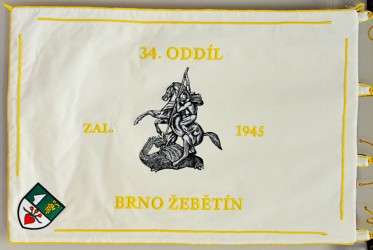 34. ODDÍL
ZAL. 1945
BRNO ŽEBĚTÍN